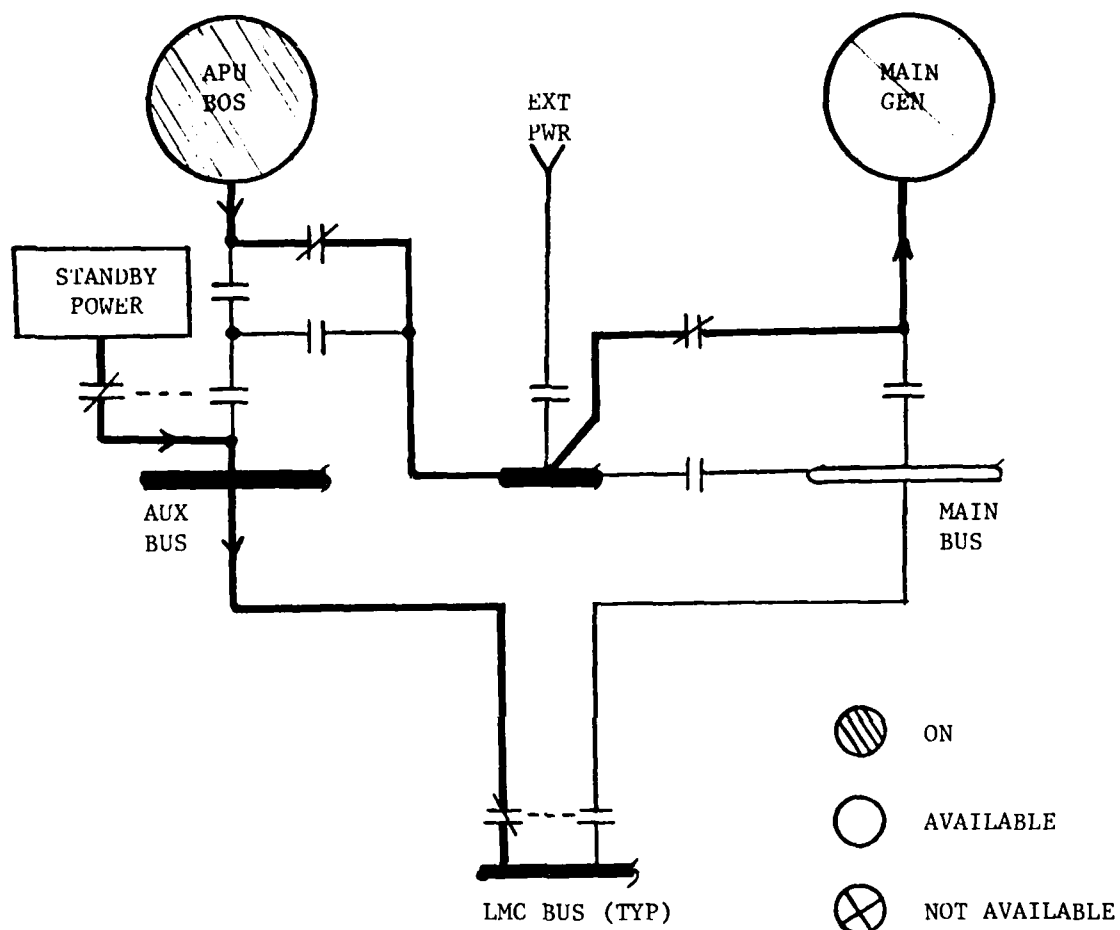 APU
BOS
EXT
PWR
MAIN
GEN
STANDBY
POWER
AUX
BUS
MAIN
BUS
ON
AVAILABLE
NOT AVAILABLE
LMC BUS (TYP)